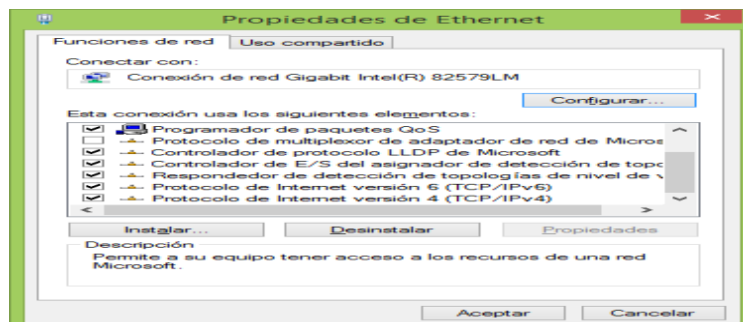 Propiedades de Ethernet
Funciones de red
Uso compartido
Conectar con:
Conexión de red Gigabit Intel(R) 82579LM
Configurar...
Esta conexión usa los siguientes elementos:
Programador de paquetes QoS
Protocolo de multiplexor de adaptador de red de Micros
Controlador de protocolo LLDP de Microsoft
Controlador de E/S del asignador de detección de topo
Respondedor de detección de topologías de nivel de v
Protocolo de Internet versión 6 (TCP/IPv6)
Protocolo de Internet versión 4 (TCP/IPv4)
Instalar...
Desinstalar
Propiedades
Descripción
Permite a su equipo tener acceso a los recursos de una red
Microsoft.
Aceptar
Cancelar